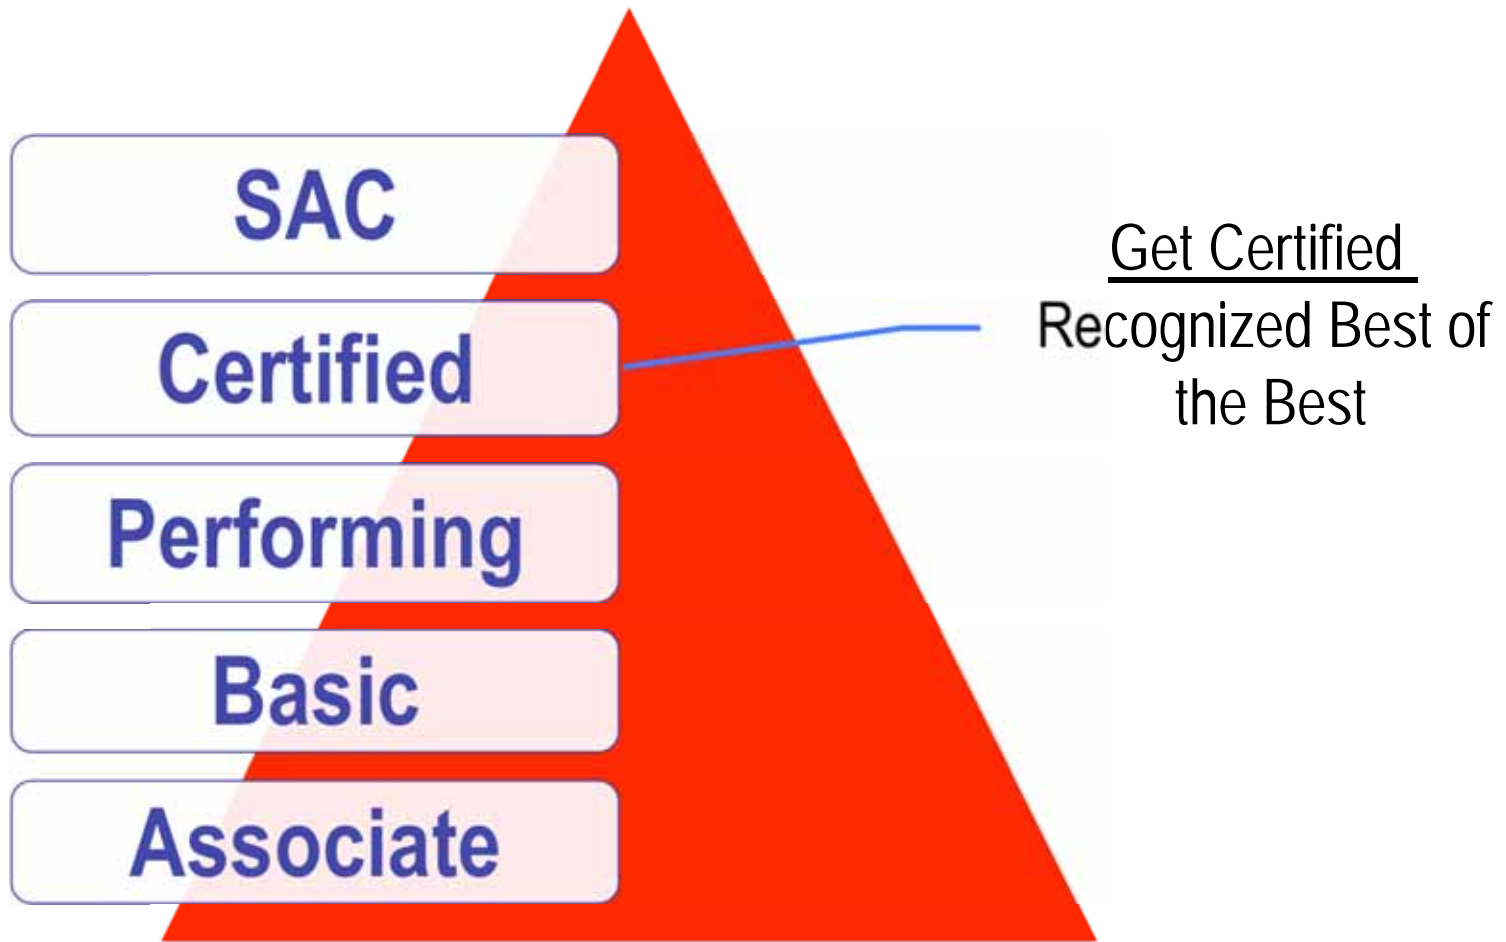 SAC
Certified
Performing
Basic
Associate
Get Certified
Recognized Best of
the Best